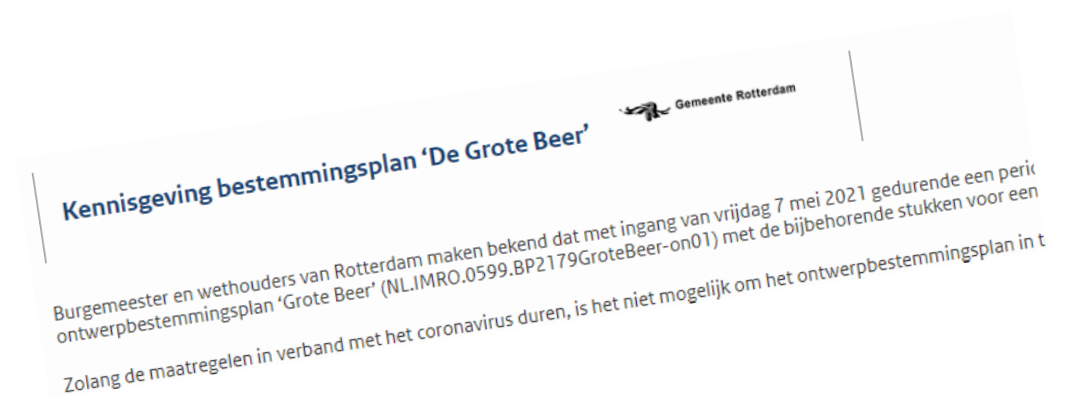 Gemeente Rotterdam
Kennisgeving bestemmingsplan ‘De Grote Beer’
Burgemeester en wethouders van Rotterdam maken bekend dat met ingang van vrijdag 7 mei 2021 gedurende een
ontwerpbestemmingsplan ‘Grote Beer’ (NL.IMRO.0599.BP2179GroteBeer-on01) met de bijbehorende stukken voor een
Zolang de maatregelen in verband met het coronavirus duren, is het niet mogelijk om het ontwerpbestemmingsplan in